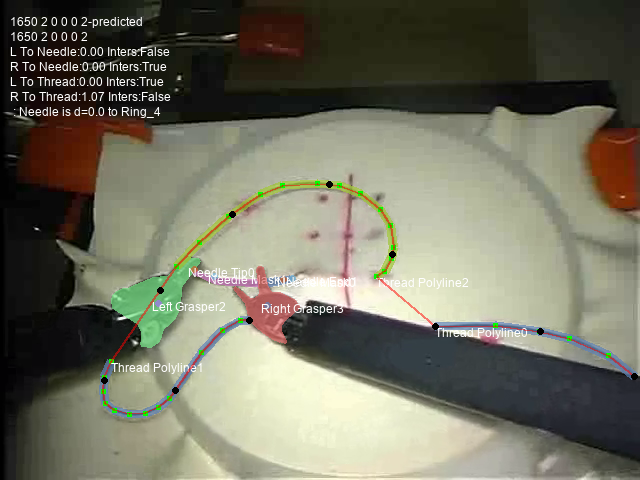 1650 2 0 0 0 2-predicted
1650 2 0 0 0 2
L To Needle:0.00 Inters:False
R To Needle:0.00 Inters:True
L To Thread:0.00 Inters:True
R To Thread:1.07 Inters:False
: Needle is d=0.0 to Ring_4
Needle Tip0
Thread Polyline2
Left Grasper2
Right Grasper3
Thread Polyline0
Thread Polyline1